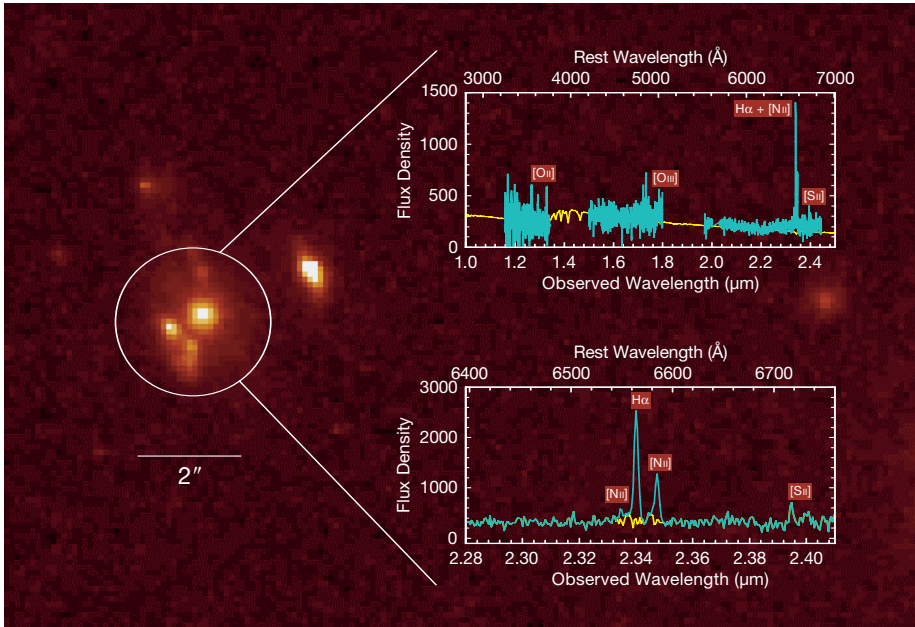 Rest Wavelength (Å)
3000 4000 5000 6000 7000
1500
1000
500
0
Flux Density
[OII]
[OIII]
Hα + [NII]
[SII]
1.0 1.2 1.4 1.6 1.8 2.0 2.2 2.4
Observed Wavelength (μm)
2″
Rest Wavelength (Å)
6400 6500 6600 6700
3000
2000
1000
0
Flux Density
Hα
[NII]
[NII]
[SII]
2.28 2.30 2.32 2.34 2.36 2.38 2.40
Observed Wavelength (μm)